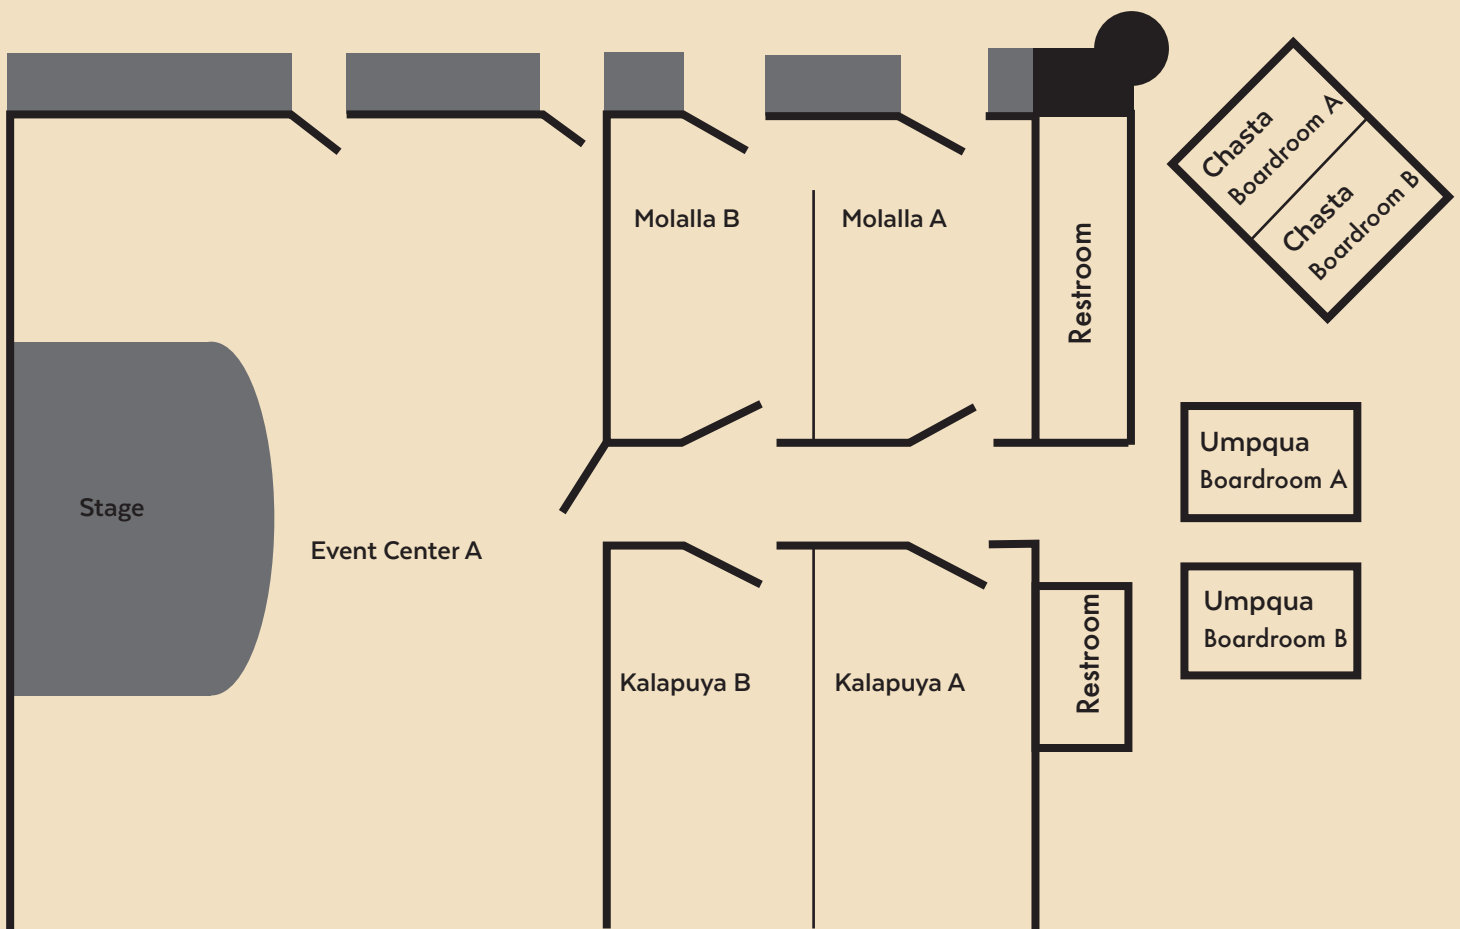 Chasta
Boardroom A
Chasta
Boardroom B
Molalla B
Molalla A
Restroom
Umpqua
Boardroom A
Stage
Event Center A
Umpqua
Boardroom B
Restroom
Kalapuya B
Kalapuya A